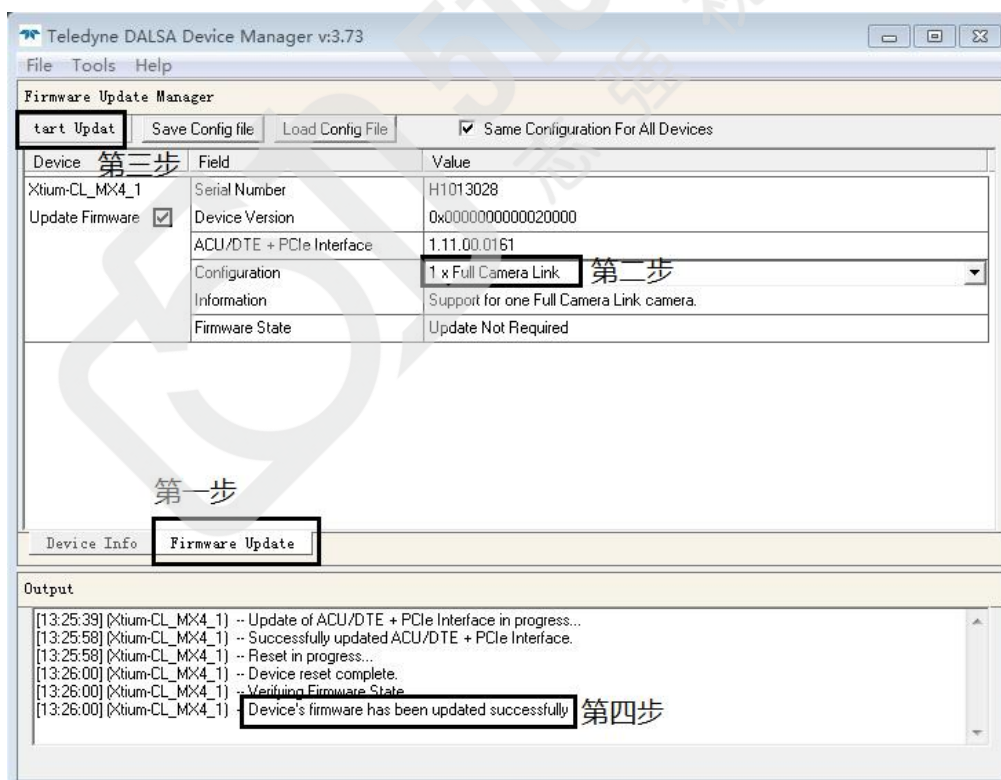 Teledyne DALSA Device Manager v:3.73
File Tools Help
Firmware Update Manager
tart Updat Save Config file Load Config File Same Configuration For All Devices
Device 第三步 Field Value
Xtium-CL_MX4_1 Serial Number H1013028
Update Firmware Device Version 0x0000000000020000
ACU/DTE + PCIe Interface 1.11.00.0161
Configuration 1 x Full Camera Link 第二步
Information Support for one Full Camera Link camera.
Firmware State Update Not Required
第一步
Device Info Firmware Update
Output
[13:25:39] (Xtium-CL_MX4_1) -- Update of ACU/DTE + PCIe Interface in progress...
[13:25:58] (Xtium-CL_MX4_1) -- Successfully updated ACU/DTE + PCIe Interface.
[13:25:58] (Xtium-CL_MX4_1) -- Reset in progress...
[13:26:00] (Xtium-CL_MX4_1) -- Device reset complete.
[13:26:00] (Xtium-CL_MX4_1) -- Verifying Firmware State
[13:26:00] (Xtium-CL_MX4_1) - Device's firmware has been updated successfully 第四步